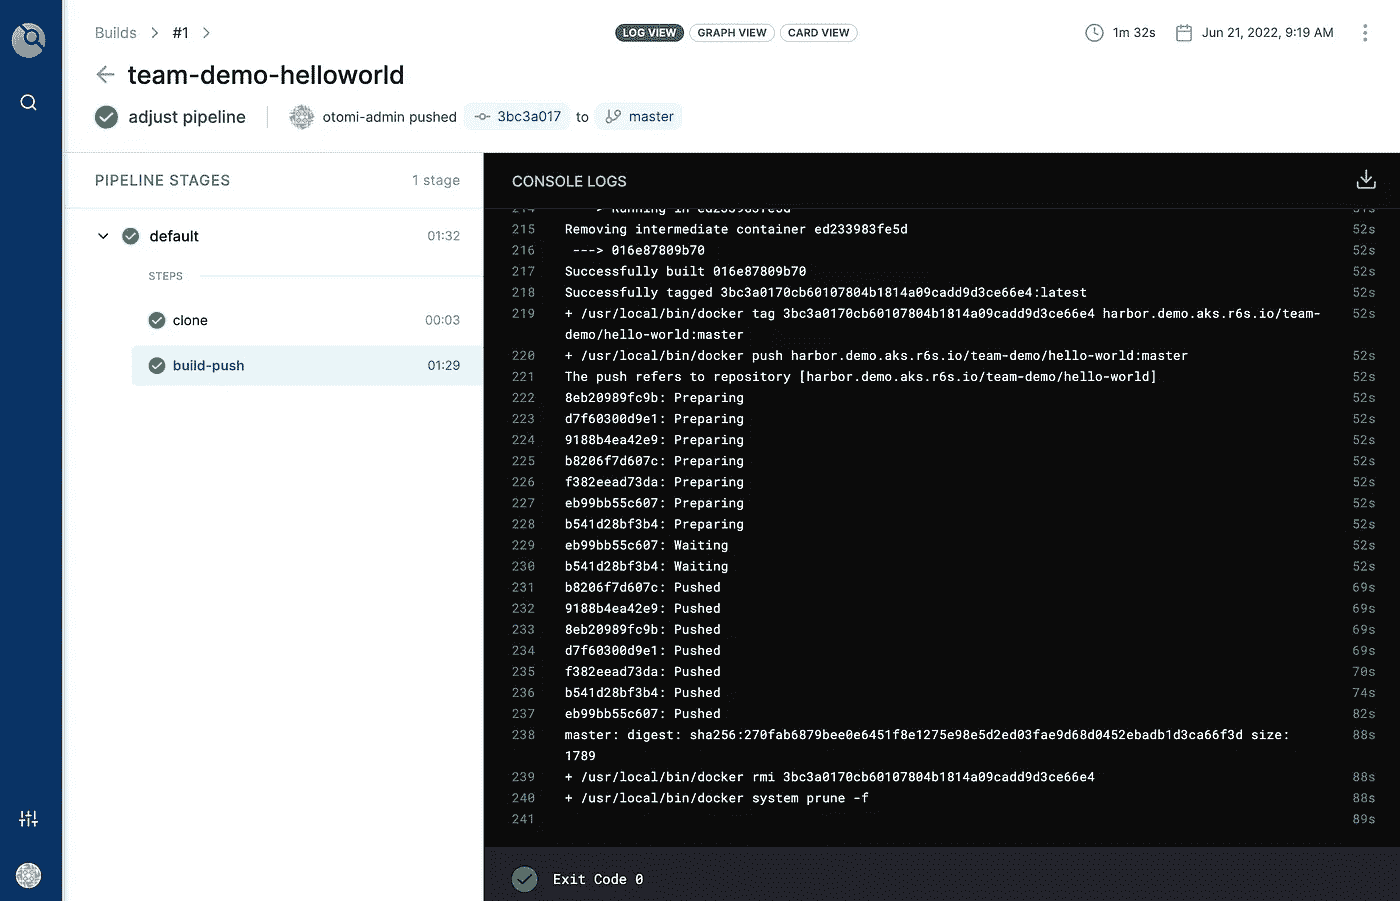 Builds > #1 >
LOG VIEW GRAPH VIEW CARD VIEW
1m 32s Jun 21, 2022, 9:19 AM
team-demo-helloworld
adjust pipeline otomi-admin pushed 3bc3a017 to master
PIPELINE STAGES 1 stage
default 01:32
STEPS
clone 00:03
build-push 01:29
CONSOLE LOGS
214 ---> Running in ed233983fe5d 51s
215 Removing intermediate container ed233983fe5d 52s
216 ---> 016e87809b70 52s
217 Successfully built 016e87809b70 52s
218 Successfully tagged 3bc3a0170cb60107804b1814a09cadd9d3ce66e4:latest 52s
219 + /usr/local/bin/docker tag 3bc3a0170cb60107804b1814a09cadd9d3ce66e4 harbor.demo.aks.r6s.io/team- 52s
demo/hello-world:master
220 + /usr/local/bin/docker push harbor.demo.aks.r6s.io/team-demo/hello-world:master 52s
221 The push refers to repository [harbor.demo.aks.r6s.io/team-demo/hello-world] 52s
222 8eb20989fc9b: Preparing 52s
223 d7f60300d9e1: Preparing 52s
224 9188b4ea42e9: Preparing 52s
225 b8206f7d607c: Preparing 52s
226 f382eead73da: Preparing 52s
227 eb99bb55c607: Preparing 52s
228 b541d28bf3b4: Preparing 52s
229 eb99bb55c607: Waiting 52s
230 b541d28bf3b4: Waiting 52s
231 b8206f7d607c: Pushed 69s
232 9188b4ea42e9: Pushed 69s
233 8eb20989fc9b: Pushed 69s
234 d7f60300d9e1: Pushed 69s
235 f382eead73da: Pushed 70s
236 b541d28bf3b4: Pushed 74s
237 eb99bb55c607: Pushed 82s
238 master: digest: sha256:270fab6879bee0e6451f8e1275e98e5d2ed03fae9d68d0452ebadb1d3ca66f3d size: 88s
1789
239 + /usr/local/bin/docker rmi 3bc3a0170cb60107804b1814a09cadd9d3ce66e4 88s
240 + /usr/local/bin/docker system prune -f 88s
241 89s
Exit Code 0